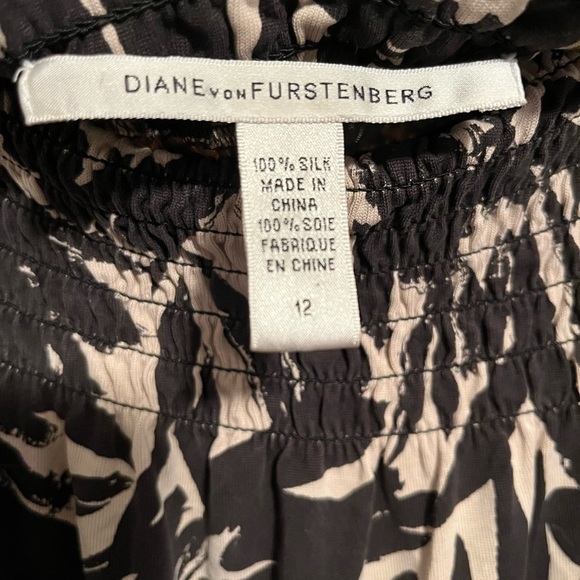 DIANE VON FURSTENBERG
100% SILK
MADE IN
CHINA
100% SOIE
FABRIQUE
EN CHINE
12